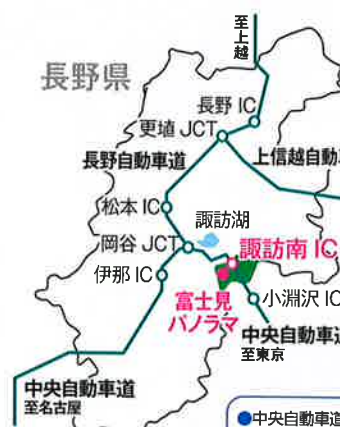 至上越
長野県
長野 IC
更埴 JCT
長野自動車道
上信越自動
松本 IC
諏訪湖
岡谷 JCT
諏訪南 IC
伊那 IC
富士見
パノラマ
小淵沢 IC
中央自動車道
至東京
中央自動車道
至名古屋
●中央自動車道